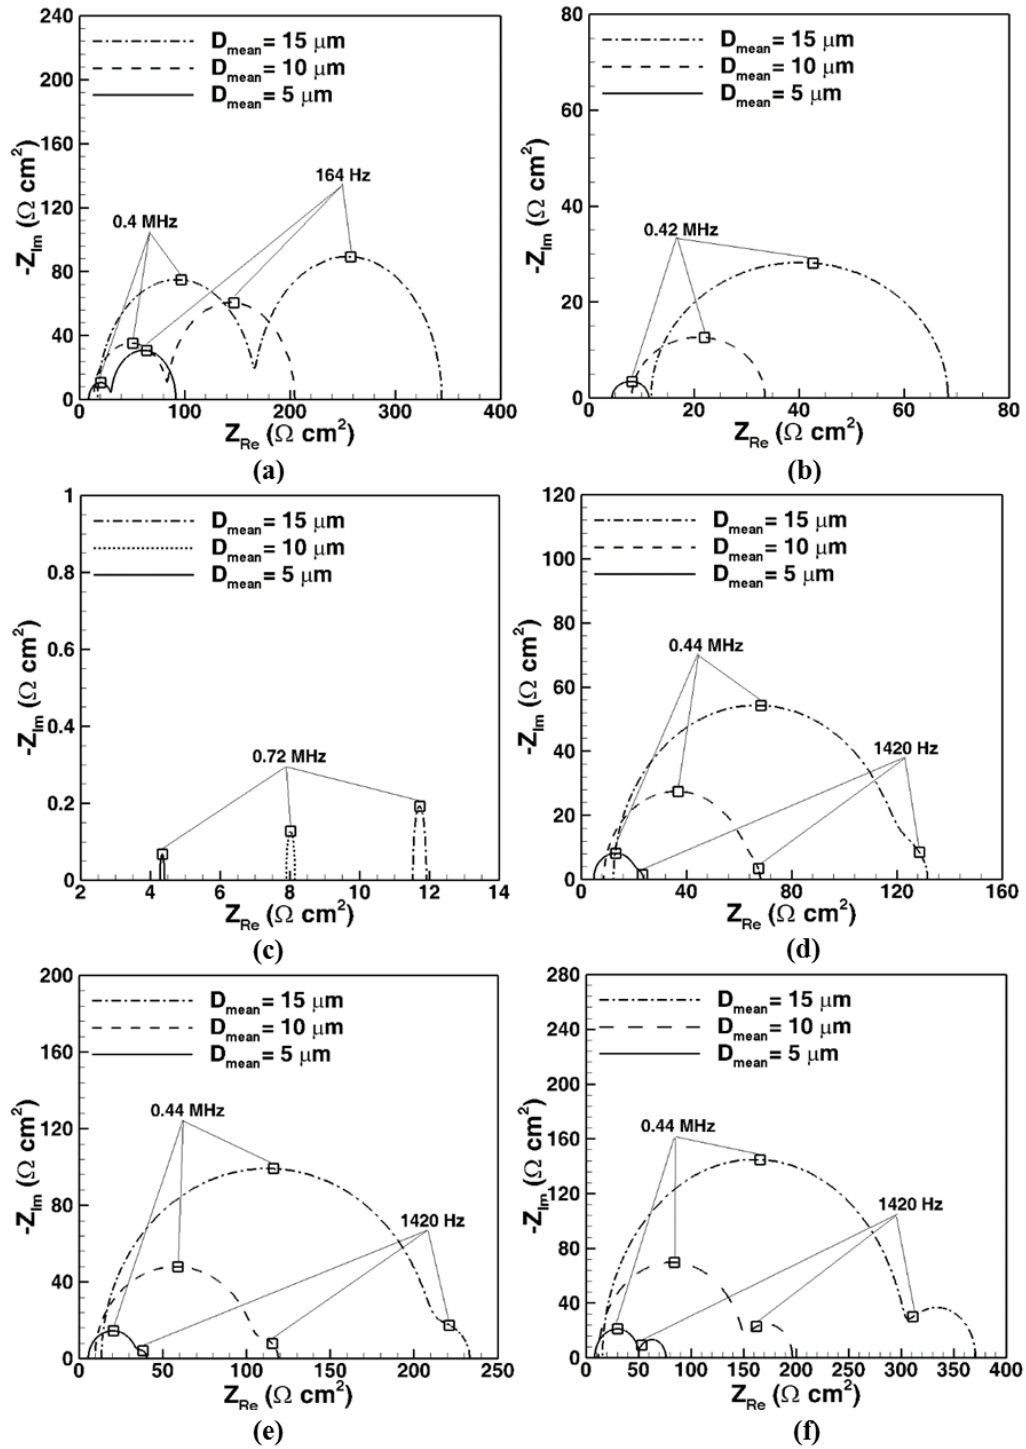 240
200
160
120
80
40
0
-Z_Im (Ω cm²)
D_mean = 15 μm
D_mean = 10 μm
D_mean = 5 μm
164 Hz
0.4 MHz
0 100 200 300 400
Z_Re (Ω cm²)
(a)
80
60
40
20
0
-Z_Im (Ω cm²)
D_mean = 15 μm
D_mean = 10 μm
D_mean = 5 μm
0.42 MHz
0 20 40 60 80
Z_Re (Ω cm²)
(b)
1
0.8
0.6
0.4
0.2
0
-Z_Im (Ω cm²)
D_mean = 15 μm
D_mean = 10 μm
D_mean = 5 μm
0.72 MHz
2 4 6 8 10 12 14
Z_Re (Ω cm²)
(c)
120
100
80
60
40
20
0
-Z_Im (Ω cm²)
D_mean = 15 μm
D_mean = 10 μm
D_mean = 5 μm
0.44 MHz
1420 Hz
0 40 80 120 160
Z_Re (Ω cm²)
(d)
200
160
120
80
40
0
-Z_Im (Ω cm²)
D_mean = 15 μm
D_mean = 10 μm
D_mean = 5 μm
0.44 MHz
1420 Hz
0 50 100 150 200 250
Z_Re (Ω cm²)
(e)
280
240
200
160
120
80
40
0
-Z_Im (Ω cm²)
D_mean = 15 μm
D_mean = 10 μm
D_mean = 5 μm
0.44 MHz
1420 Hz
0 50 100 150 200 250 300 350 400
Z_Re (Ω cm²)
(f)